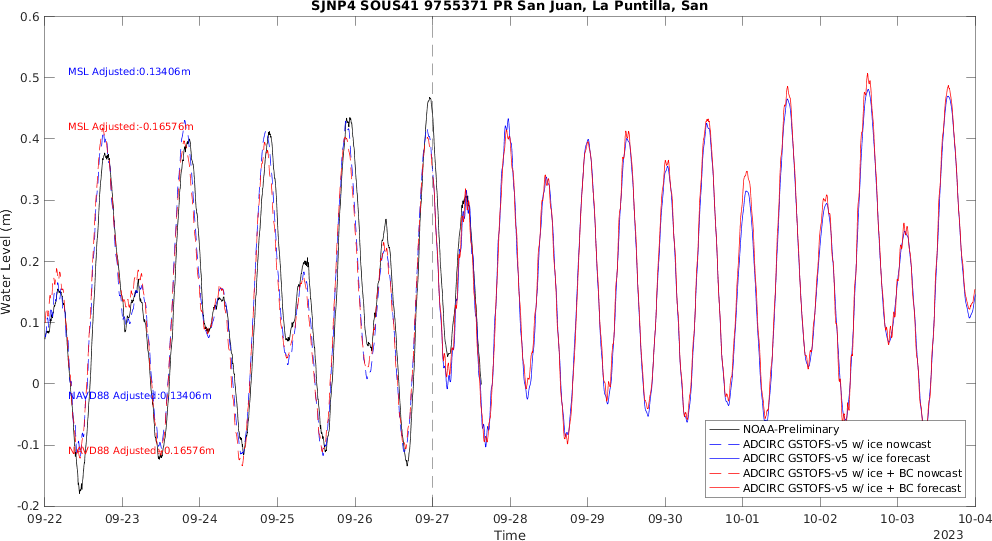 SJNP4 SOUS41 9755371 PR San Juan, La Puntilla, San
Water Level (m)
0.6
0.5
0.4
0.3
0.2
0.1
0
-0.1
-0.2
MSL Adjusted:0.13406m
MSL Adjusted:-0.16576m
NAVD88 Adjusted:0.13406m
NAVD88 Adjusted:-0.16576m
NOAA-Preliminary
ADCIRC GSTOFS-v5 w/ ice nowcast
ADCIRC GSTOFS-v5 w/ ice forecast
ADCIRC GSTOFS-v5 w/ ice + BC nowcast
ADCIRC GSTOFS-v5 w/ ice + BC forecast
09-22 09-23 09-24 09-25 09-26 09-27 09-28 09-29 09-30 10-01 10-02 10-03 10-04
Time
2023